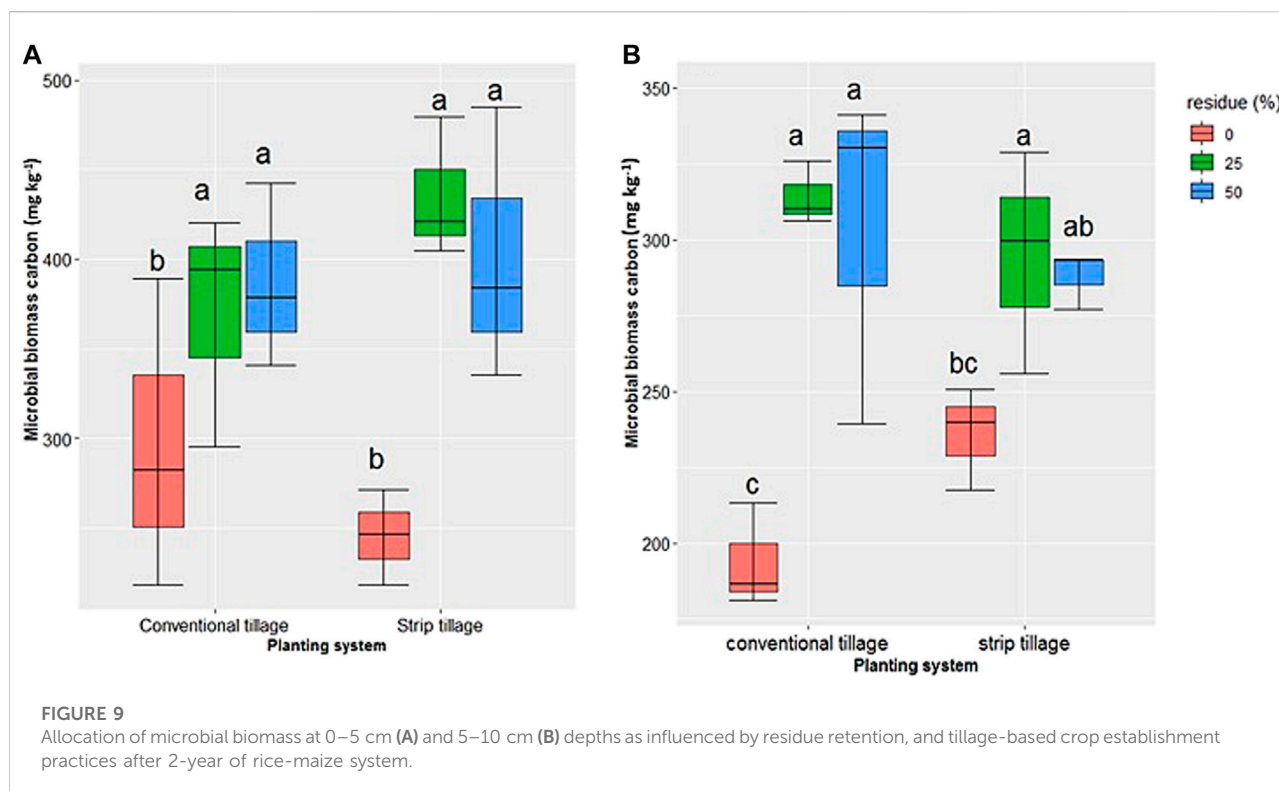 A
500
400
300
Microbial biomass carbon (mg kg⁻¹)
b
a
a
b
a
a
Conventional tillage
Strip tillage
Planting system
B
350
300
250
200
Microbial biomass carbon (mg kg⁻¹)
c
a
a
bc
a
ab
conventional tillage
strip tillage
Planting system
residue (%)
0
25
50
FIGURE 9
Allocation of microbial biomass at 0–5 cm (A) and 5–10 cm (B) depths as influenced by residue retention, and tillage-based crop establishment
practices after 2-year of rice-maize system.